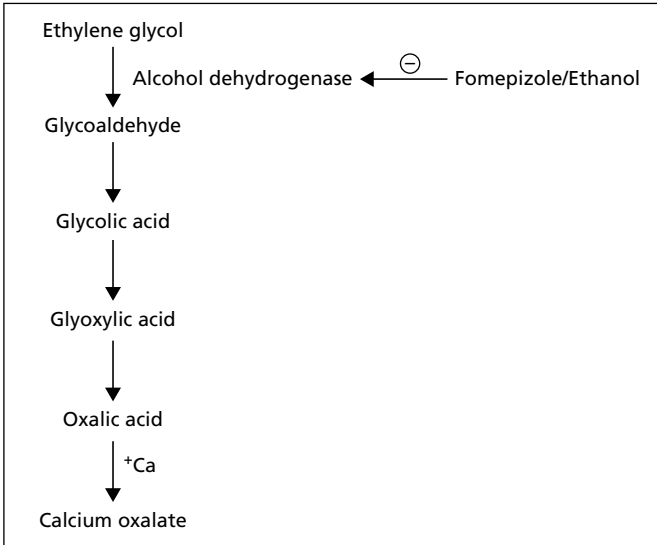 Ethylene glycol
Alcohol dehydrogenase
−
Fomepizole/Ethanol
Glycoaldehyde
Glycolic acid
Glyoxylic acid
Oxalic acid
⁺Ca
Calcium oxalate